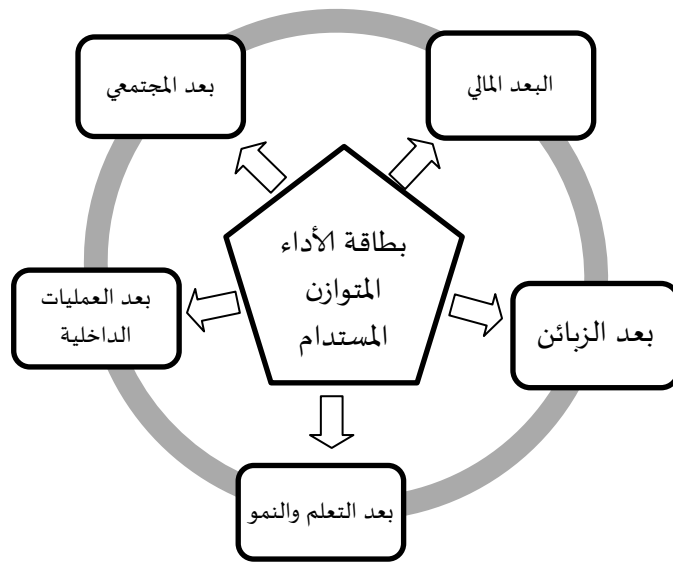 البعد المالي
بعد المجتمعي
بطاقة الأداء
المتوازن
المستدام
بعد الزبائن
بعد العمليات
الداخلية
بعد التعلم والنمو